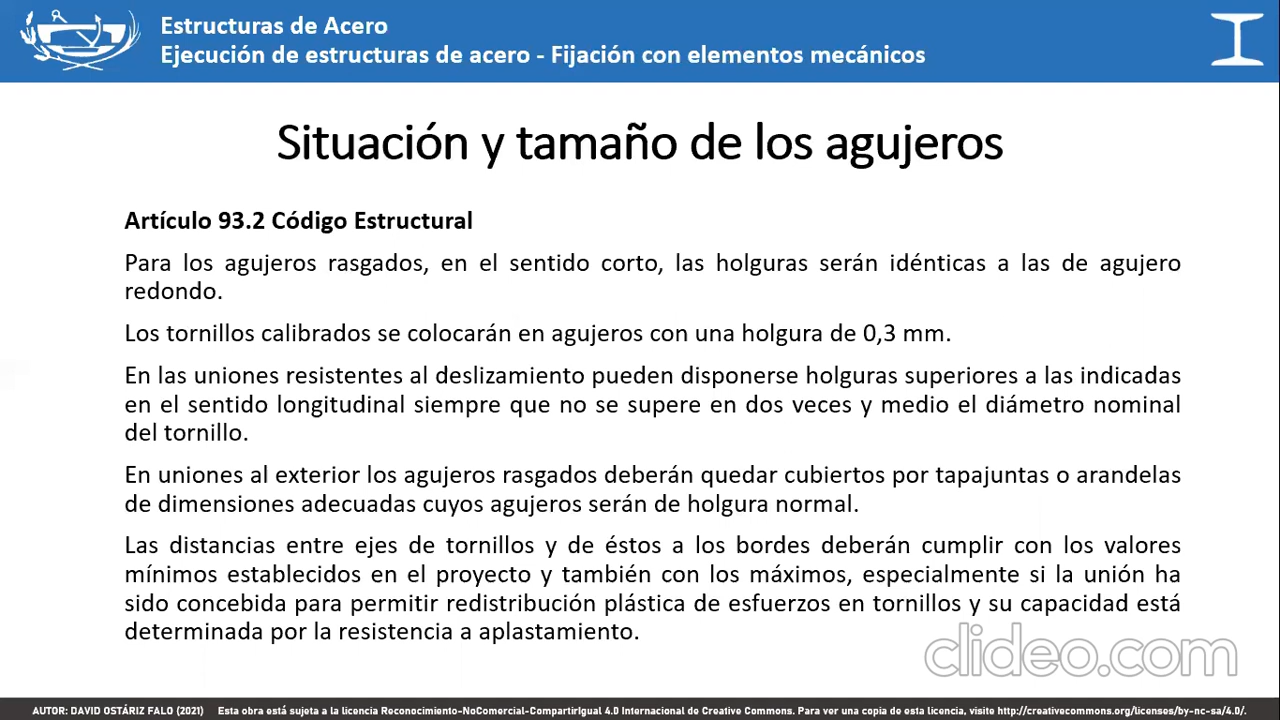 Estructuras de Acero
Ejecución de estructuras de acero - Fijación con elementos mecánicos
Situación y tamaño de los agujeros
Artículo 93.2 Código Estructural
Para los agujeros rasgados, en el sentido corto, las holguras serán idénticas a las de agujero
redondo.
Los tornillos calibrados se colocarán en agujeros con una holgura de 0,3 mm.
En las uniones resistentes al deslizamiento pueden disponerse holguras superiores a las indicadas
en el sentido longitudinal siempre que no se supere en dos veces y medio el diámetro nominal
del tornillo.
En uniones al exterior los agujeros rasgados deberán quedar cubiertos por tapajuntas o arandelas
de dimensiones adecuadas cuyos agujeros serán de holgura normal.
Las distancias entre ejes de tornillos y de éstos a los bordes deberán cumplir con los valores
mínimos establecidos en el proyecto y también con los máximos, especialmente si la unión ha
sido concebida para permitir redistribución plástica de esfuerzos en tornillos y su capacidad está
determinada por la resistencia a aplastamiento.
clideo.com
AUTOR: DAVID OSTÁRIZ FALO (2021) Esta obra está sujeta a la licencia Reconocimiento-NoComercial-CompartirIgual 4.0 Internacional de Creative Commons. Para ver una copia de esta licencia, visite http://creativecommons.org/licenses/by-nc-sa/4.0/.